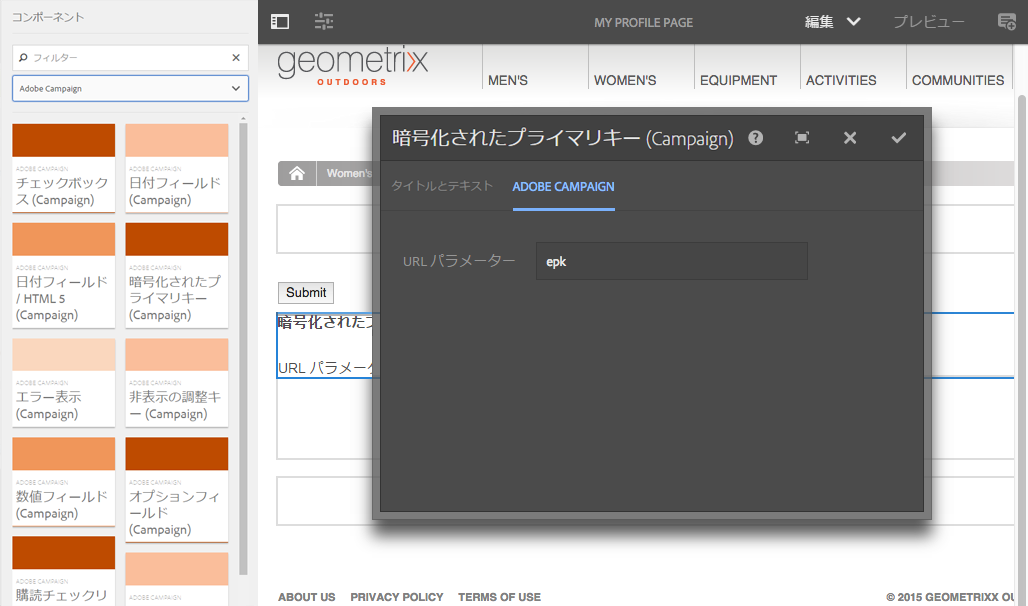 コンポーネント
フィルター
Adobe Campaign
ADOBE CAMPAIGN
チェックボック
ス (Campaign)
ADOBE CAMPAIGN
日付フィールド
(Campaign)
ADOBE CAMPAIGN
日付フィールド
/ HTML 5
(Campaign)
ADOBE CAMPAIGN
暗号化されたプ
ライマリキー
(Campaign)
ADOBE CAMPAIGN
エラー表示
(Campaign)
ADOBE CAMPAIGN
非表示の調整キ
ー (Campaign)
ADOBE CAMPAIGN
数値フィールド
(Campaign)
ADOBE CAMPAIGN
オプションフィ
ールド
(Campaign)
ADOBE CAMPAIGN
購読チェックリ
ADOBE CAMPAIGN
MY PROFILE PAGE
編集
プレビュー
geometrixx
OUTDOORS
MEN'S
WOMEN'S
EQUIPMENT
ACTIVITIES
COMMUNITIES
Women's
暗号化されたプライマリキー (Campaign)
タイトルとテキスト
ADOBE CAMPAIGN
URL パラメーター
epk
Submit
暗号化されたプ
URL パラメータ
ABOUT US
PRIVACY POLICY
TERMS OF USE
© 2015 GEOMETRIXX OU